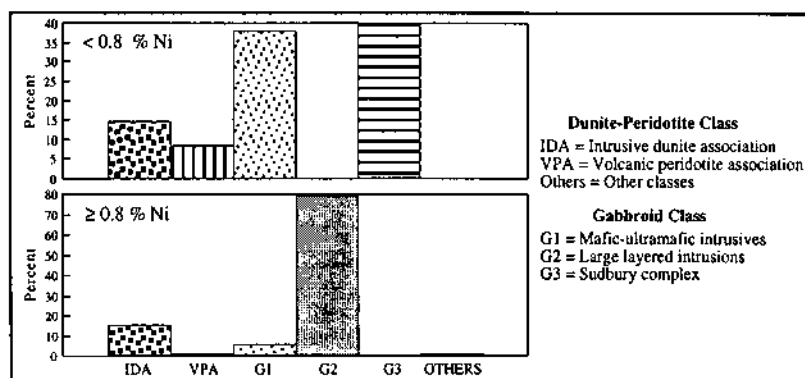 40
35
30
25
20
15
10
5
0
Percent
< 0.8 % Ni
80
70
60
50
40
30
20
10
0
Percent
≥ 0.8 % Ni
IDA VPA G1 G2 G3 OTHERS
Dunite-Peridotite Class
IDA = Intrusive dunite association
VPA = Volcanic peridotite association
Others = Other classes
Gabbroid Class
G1 = Mafic-ultramafic intrusives
G2 = Large layered intrusions
G3 = Sudbury complex